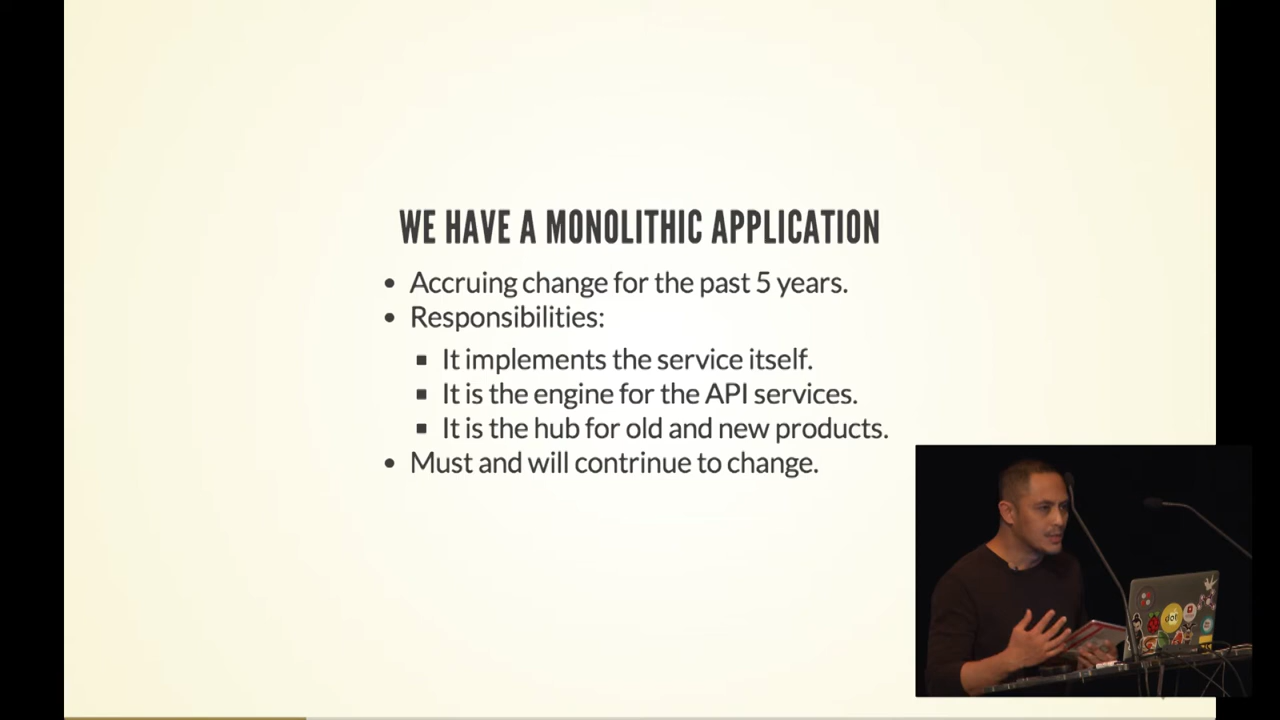 WE HAVE A MONOLITHIC APPLICATION
Accruing change for the past 5 years.
Responsibilities:
It implements the service itself.
It is the engine for the API services.
It is the hub for old and new products.
Must and will contrinue to change.
dot